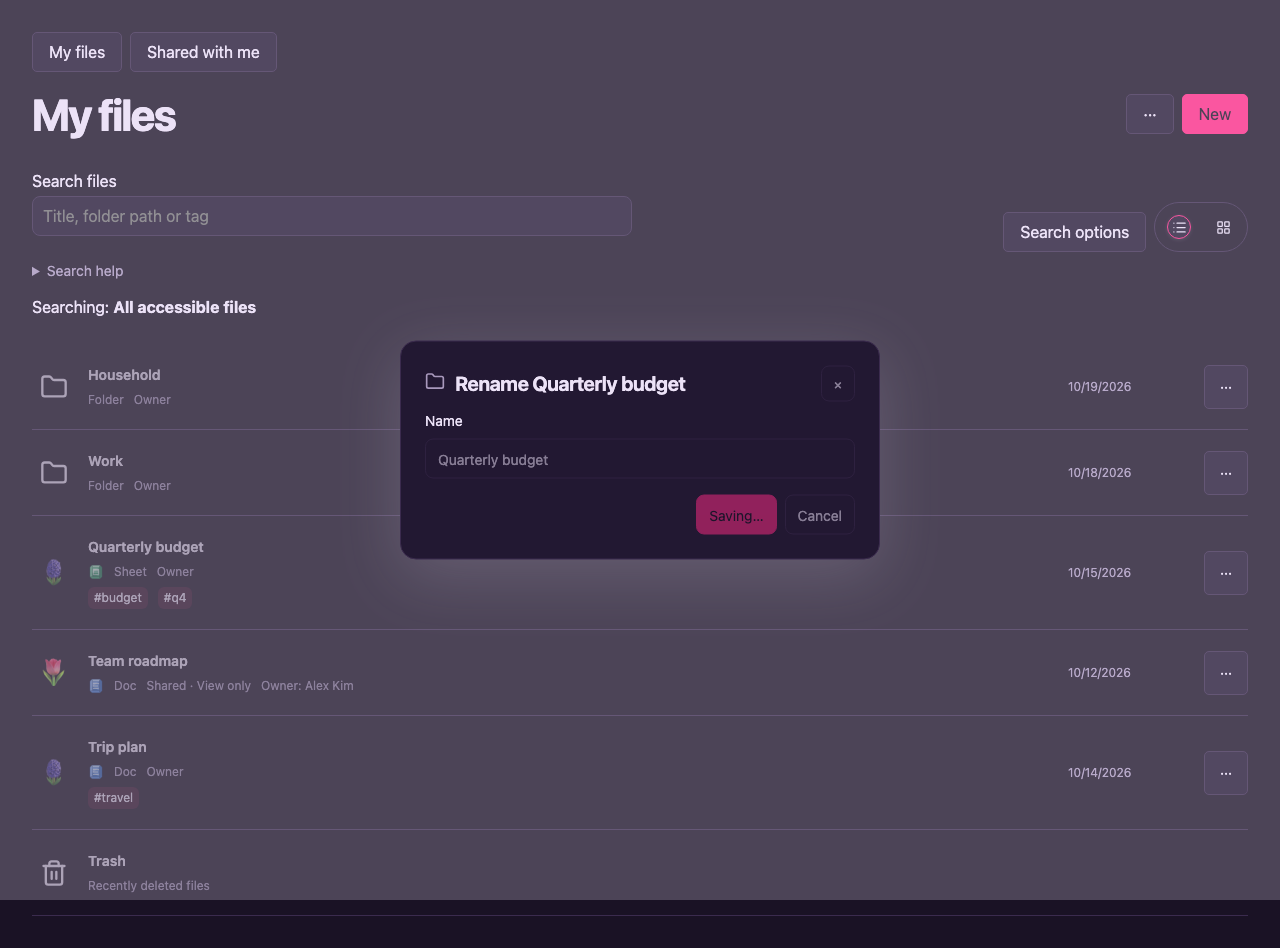 My files
Shared with me
My files
...
New
Search files
Title, folder path or tag
Search options
Search help
Searching: All accessible files
Household
Folder Owner
10/19/2026
...
Work
Folder Owner
10/18/2026
...
Rename Quarterly budget
×
Name
Quarterly budget
Saving...
Cancel
Quarterly budget
Sheet Owner
#budget #q4
10/15/2026
...
Team roadmap
Doc Shared · View only Owner: Alex Kim
10/12/2026
...
Trip plan
Doc Owner
#travel
10/14/2026
...
Trash
Recently deleted files